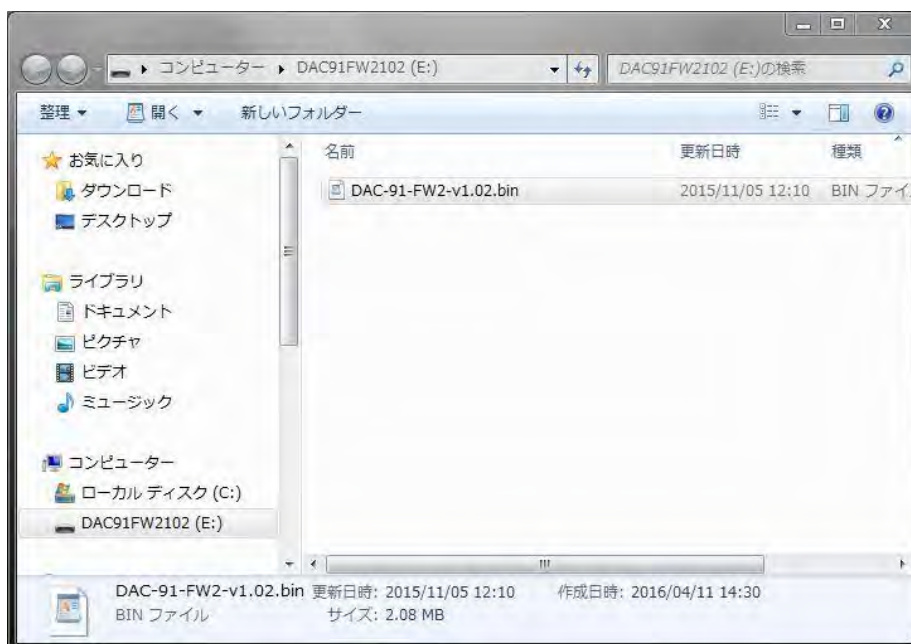 コンピューター ▸ DAC91FW2102 (E:)
DAC91FW2102 (E:)の検索
整理 開く 新しいフォルダー
名前 更新日時 種類
DAC-91-FW2-v1.02.bin 2015/11/05 12:10 BIN ファイ
お気に入り
ダウンロード
デスクトップ
ライブラリ
ドキュメント
ピクチャ
ビデオ
ミュージック
コンピューター
ローカル ディスク (C:)
DAC91FW2102 (E:)
DAC-91-FW2-v1.02.bin 更新日時: 2015/11/05 12:10 作成日時: 2016/04/11 14:30
BIN ファイル サイズ: 2.08 MB